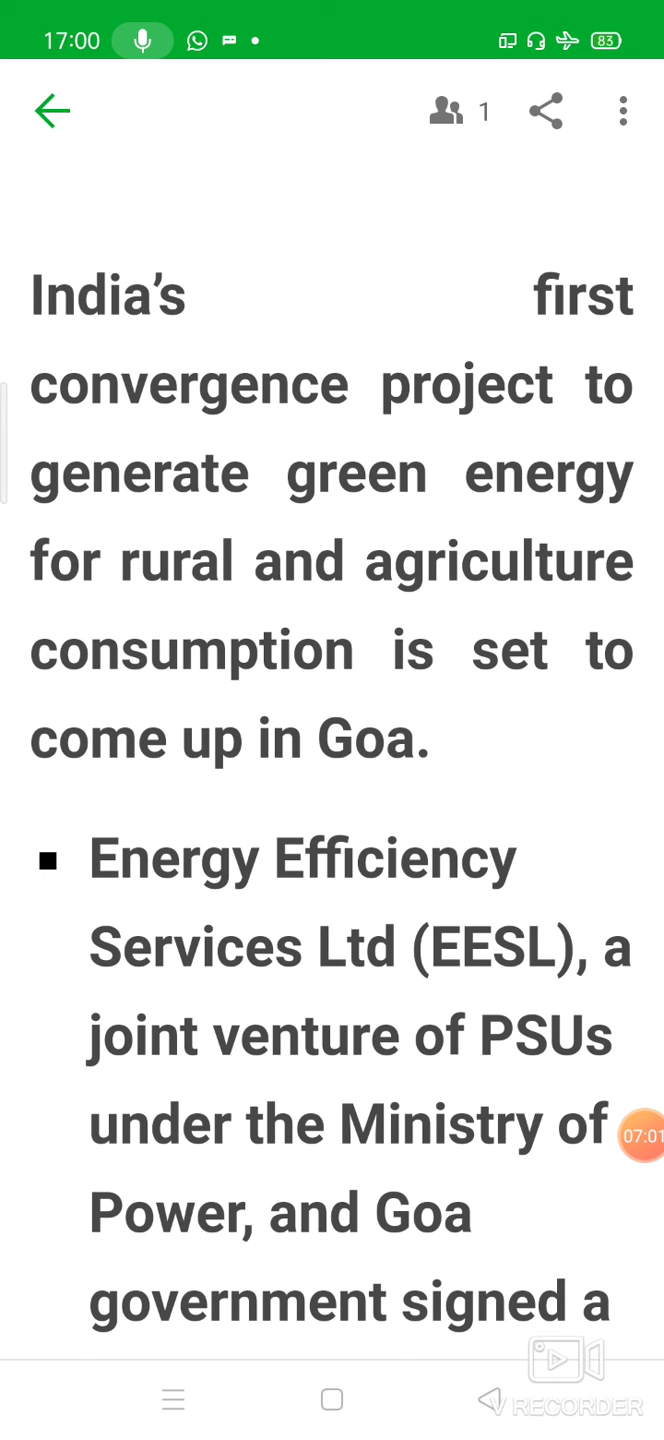 17:00
83
1
India's first
convergence project to
generate green energy
for rural and agriculture
consumption is set to
come up in Goa.
▪ Energy Efficiency
Services Ltd (EESL), a
joint venture of PSUs
under the Ministry of
07:01
Power, and Goa
government signed a
V RECORDER